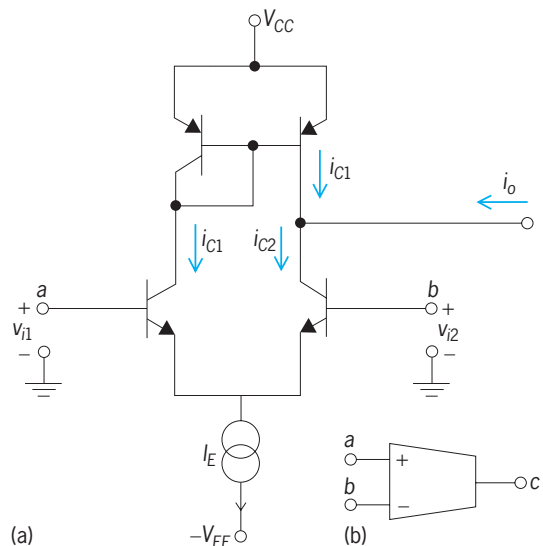 V_CC
i_C1
i_o
i_C1
i_C2
a
b
+
+
v_i1
v_i2
−
−
I_E
a
+
b
−
c
(a)
−V_EE
(b)